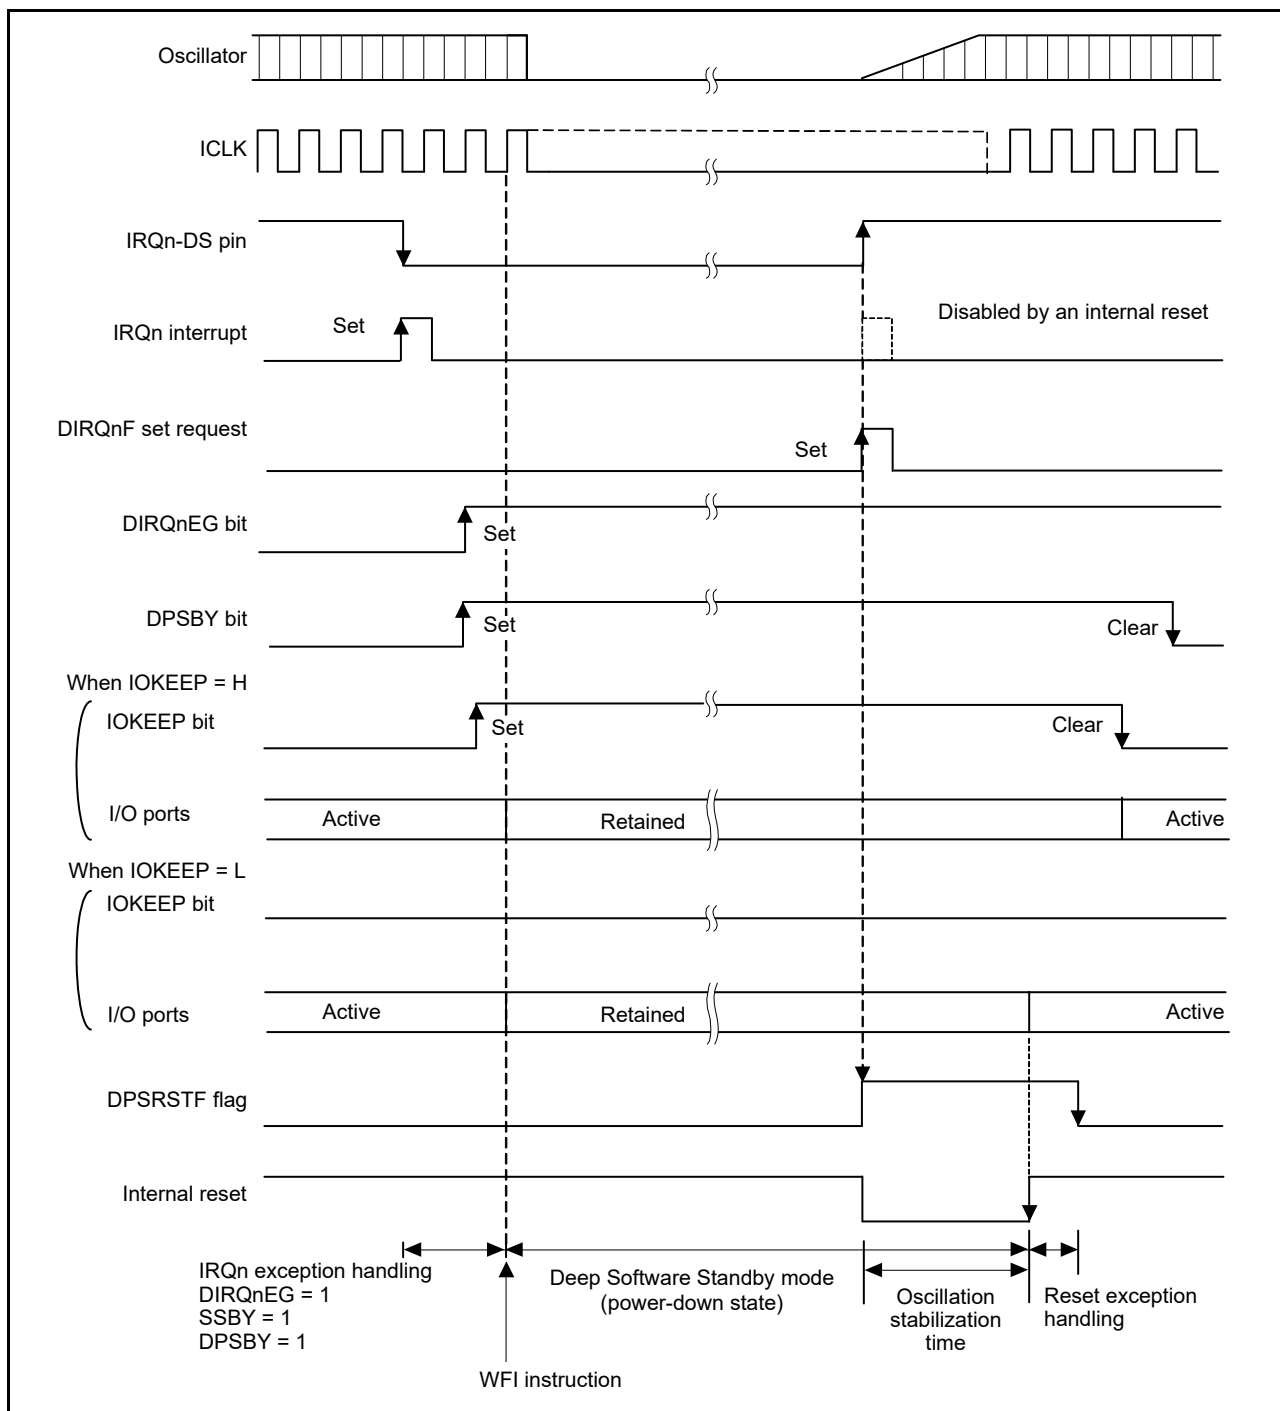 Oscillator
ICLK
IRQn-DS pin
IRQn interrupt
Set
Disabled by an internal reset
DIRQnF set request
Set
DIRQnEG bit
Set
DPSBY bit
Set
Clear
When IOKEEP = H
IOKEEP bit
Set
Clear
I/O ports
Active
Retained
Active
When IOKEEP = L
IOKEEP bit
I/O ports
Active
Retained
Active
DPSRSTF flag
Internal reset
IRQn exception handling
DIRQnEG = 1
SSBY = 1
DPSBY = 1
Deep Software Standby mode
(power-down state)
Oscillation
stabilization
time
Reset exception
handling
WFI instruction